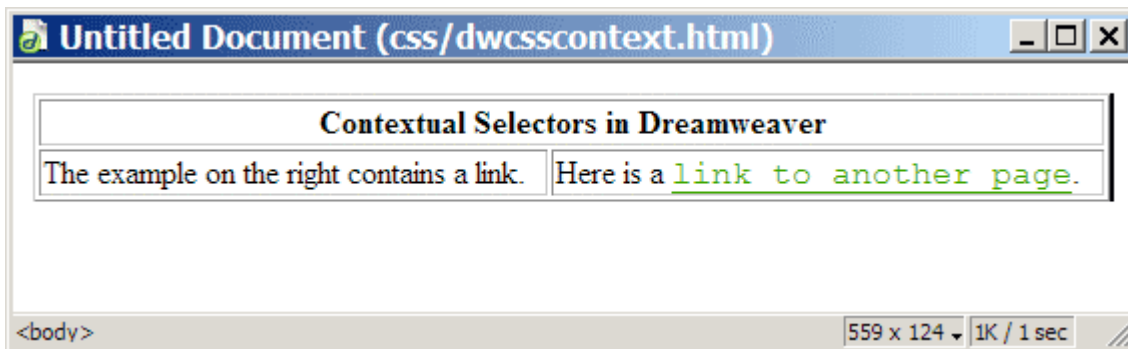 Untitled Document (css/dwcsscontext.html)
Contextual Selectors in Dreamweaver
The example on the right contains a link.
Here is a link to another page.
<body>
559 x 124
1K / 1 sec